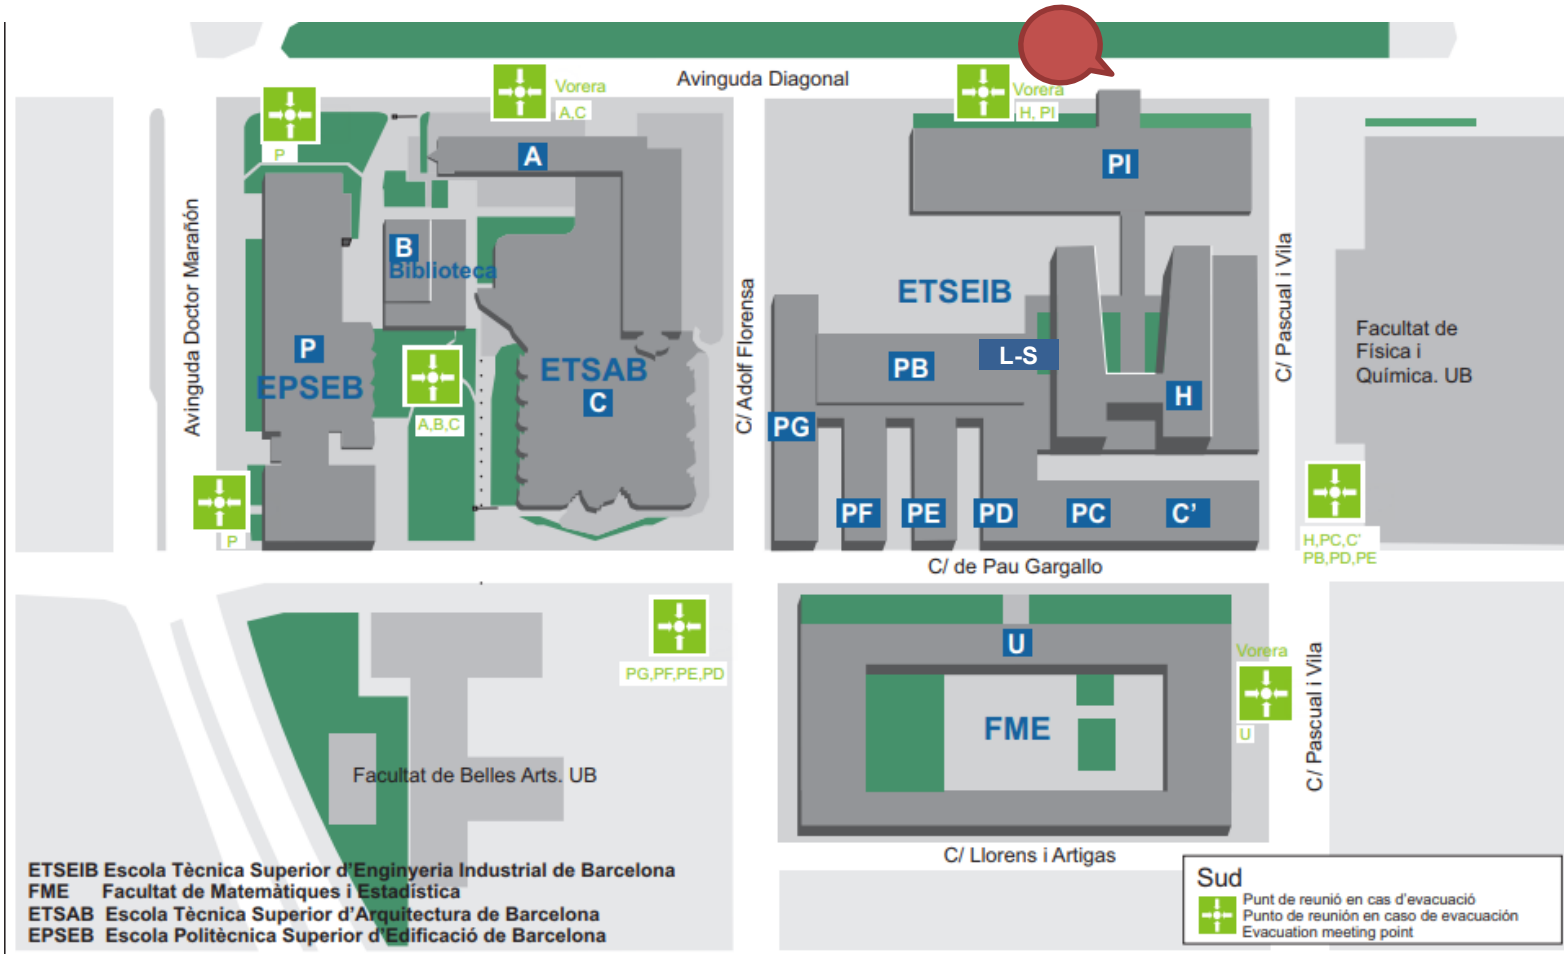 Avinguda Diagonal
Vorera
A,C
Vorera
H, PI
P
A
PI
B
Biblioteca
Avinguda Doctor Marañón
C/ Adolf Florensa
C/ Pascual i Vila
ETSEIB
P
EPSEB
ETSAB
C
PB
L-S
H
Facultat de
Física i
Química. UB
A,B,C
PG
PF
PE
PD
PC
C'
P
H,PC,C'
PB,PD,PE
C/ de Pau Gargallo
PG,PF,PE,PD
U
FME
Vorera
U
C/ Pascual i Vila
Facultat de Belles Arts. UB
C/ Llorens i Artigas
ETSEIB Escola Tècnica Superior d'Enginyeria Industrial de Barcelona
FME Facultat de Matemàtiques i Estadística
ETSAB Escola Tècnica Superior d'Arquitectura de Barcelona
EPSEB Escola Politècnica Superior d'Edificació de Barcelona
Sud
Punt de reunió en cas d'evacuació
Punto de reunión en caso de evacuación
Evacuation meeting point